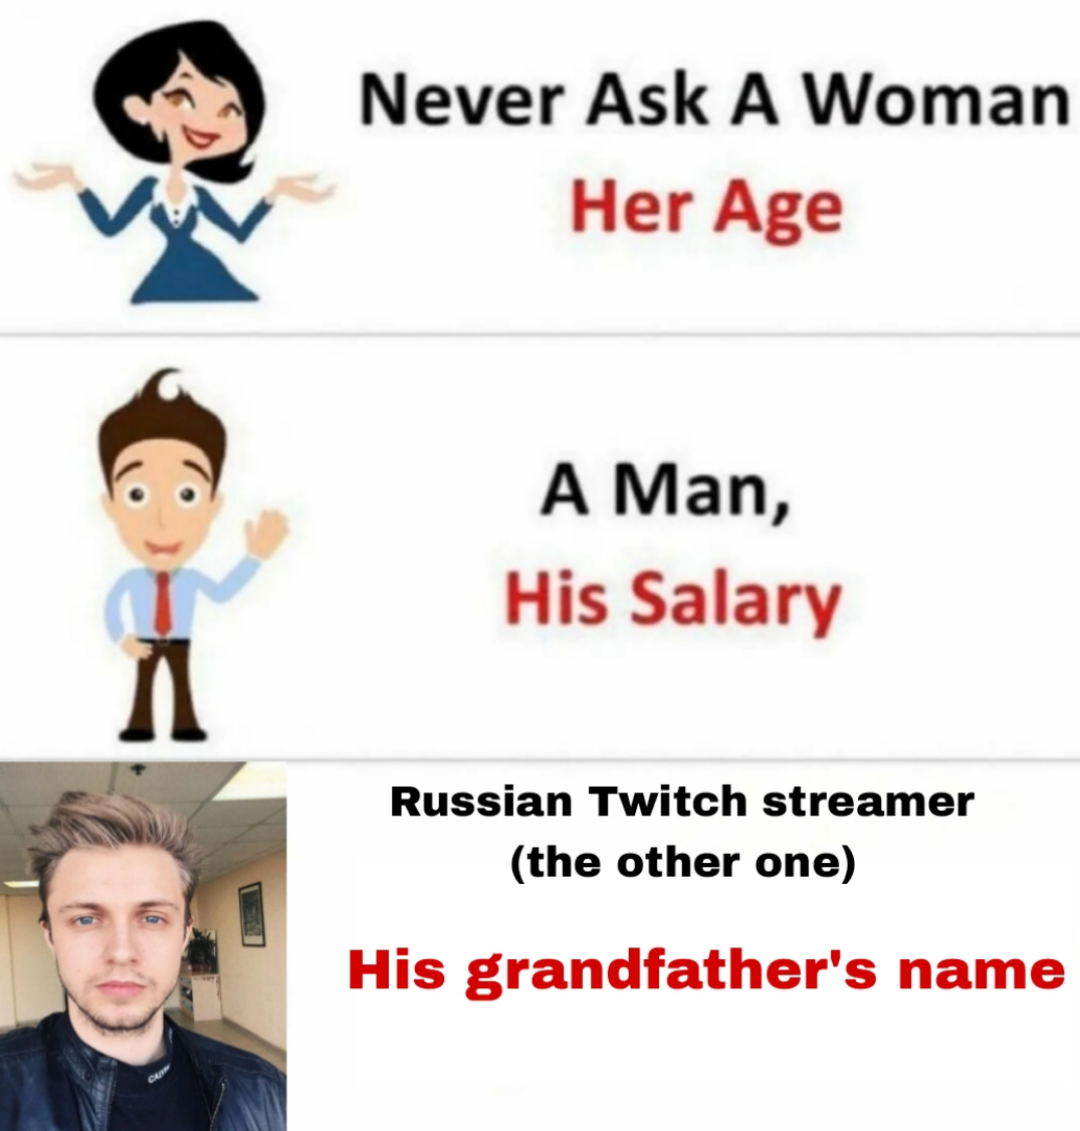 Never Ask A Woman
Her Age
A Man,
His Salary
Russian Twitch streamer
(the other one)
His grandfather's name